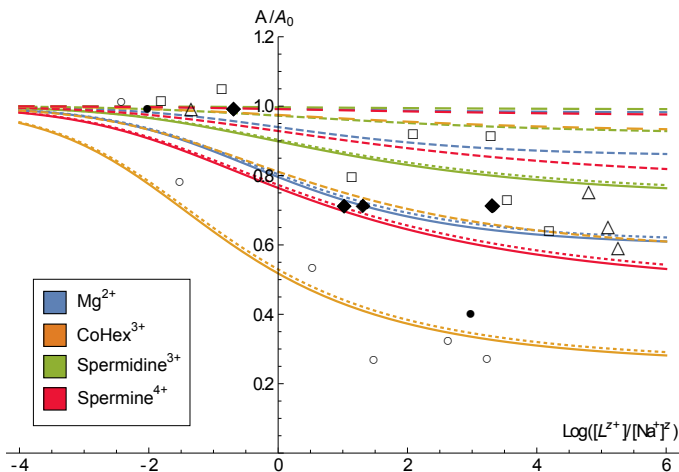 A/A₀
1.2
1.0
0.8
0.6
0.4
0.2
Mg²⁺
CoHex³⁺
Spermidine³⁺
Spermine⁴⁺
Log([Lᶻ⁺]/[Na⁺]ᶻ)
-4 -2 0 2 4 6